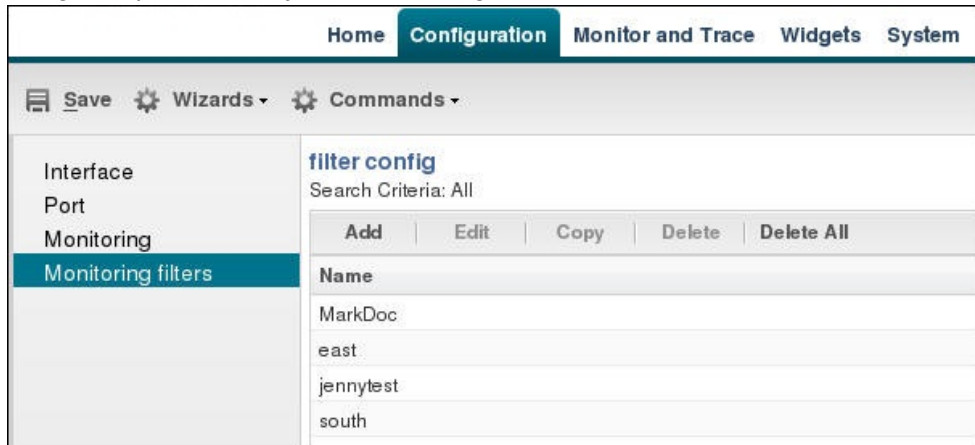 Home Configuration Monitor and Trace Widgets System
Save Wizards Commands
Interface
Port
Monitoring
Monitoring filters
filter config
Search Criteria: All
Add Edit Copy Delete Delete All
Name
MarkDoc
east
jennytest
south